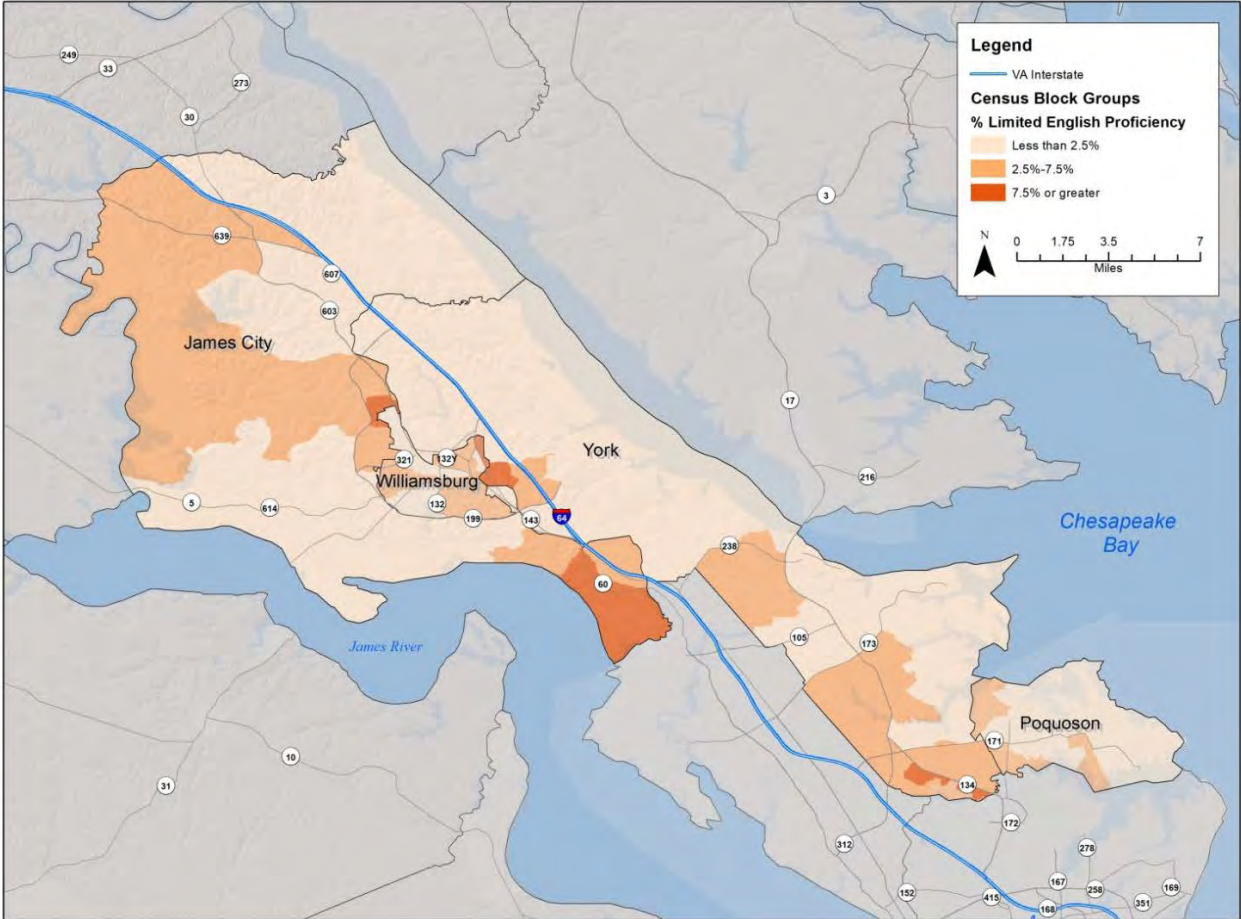 Legend
VA Interstate
Census Block Groups
% Limited English Proficiency
Less than 2.5%
2.5%-7.5%
7.5% or greater
N
0 1.75 3.5 7
Miles
249
33
273
30
3
639
607
603
James City
17
York
321
132Y
Williamsburg
216
5
614
132
199
143
64
Chesapeake
Bay
238
60
105
173
James River
Poquoson
171
10
31
134
172
312
278
167
258
169
152
415
168
351